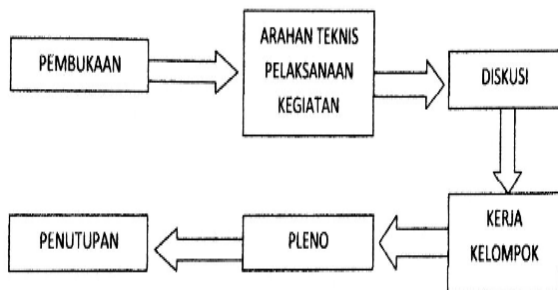 PEMBUKAAN
ARAHAN TEKNIS
PELAKSANAAN
KEGIATAN
DISKUSI
KERJA
KELOMPOK
PLENO
PENUTUPAN